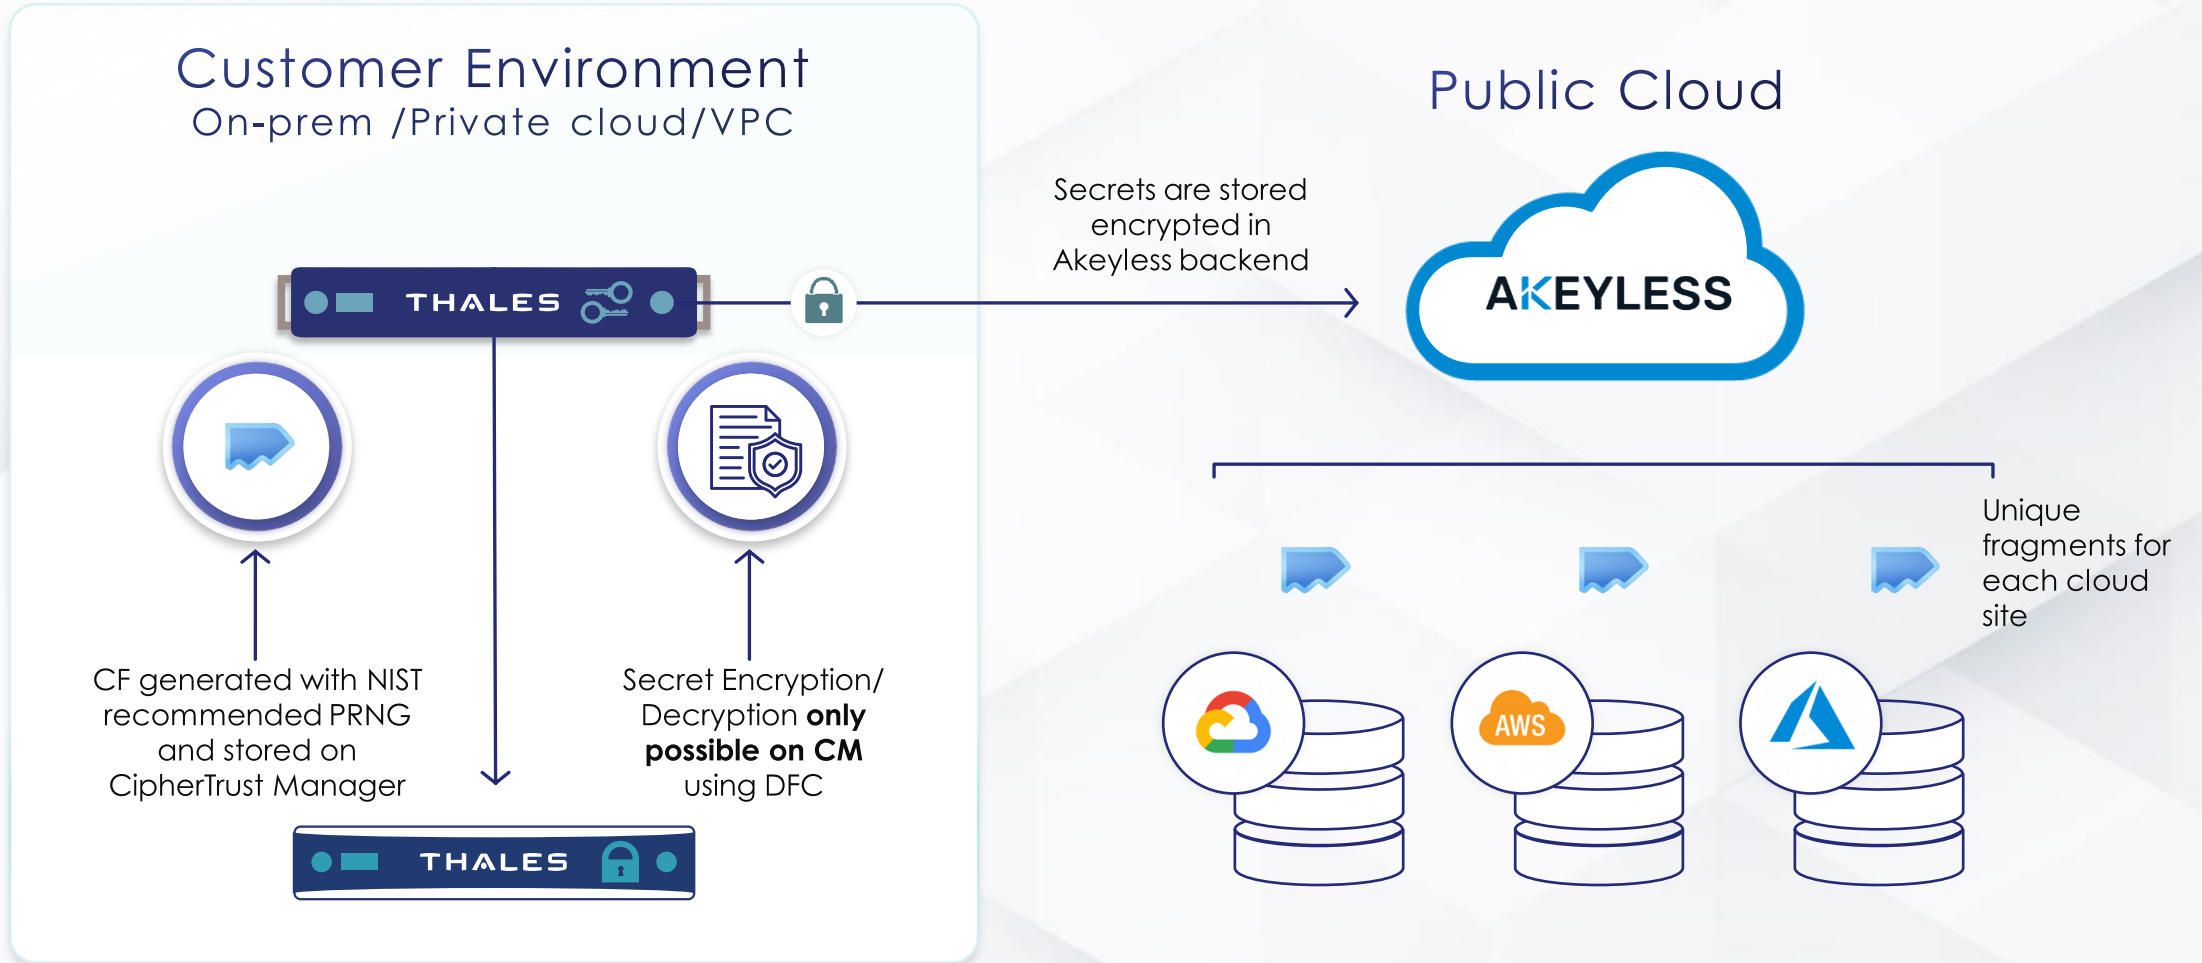 Customer Environment
On-prem /Private cloud/VPC
THALES
CF generated with NIST
recommended PRNG
and stored on
CipherTrust Manager
Secret Encryption/
Decryption only
possible on CM
using DFC
THALES
Secrets are stored
encrypted in
Akeyless backend
Public Cloud
AKEYLESS
Unique
fragments for
each cloud
site
AWS